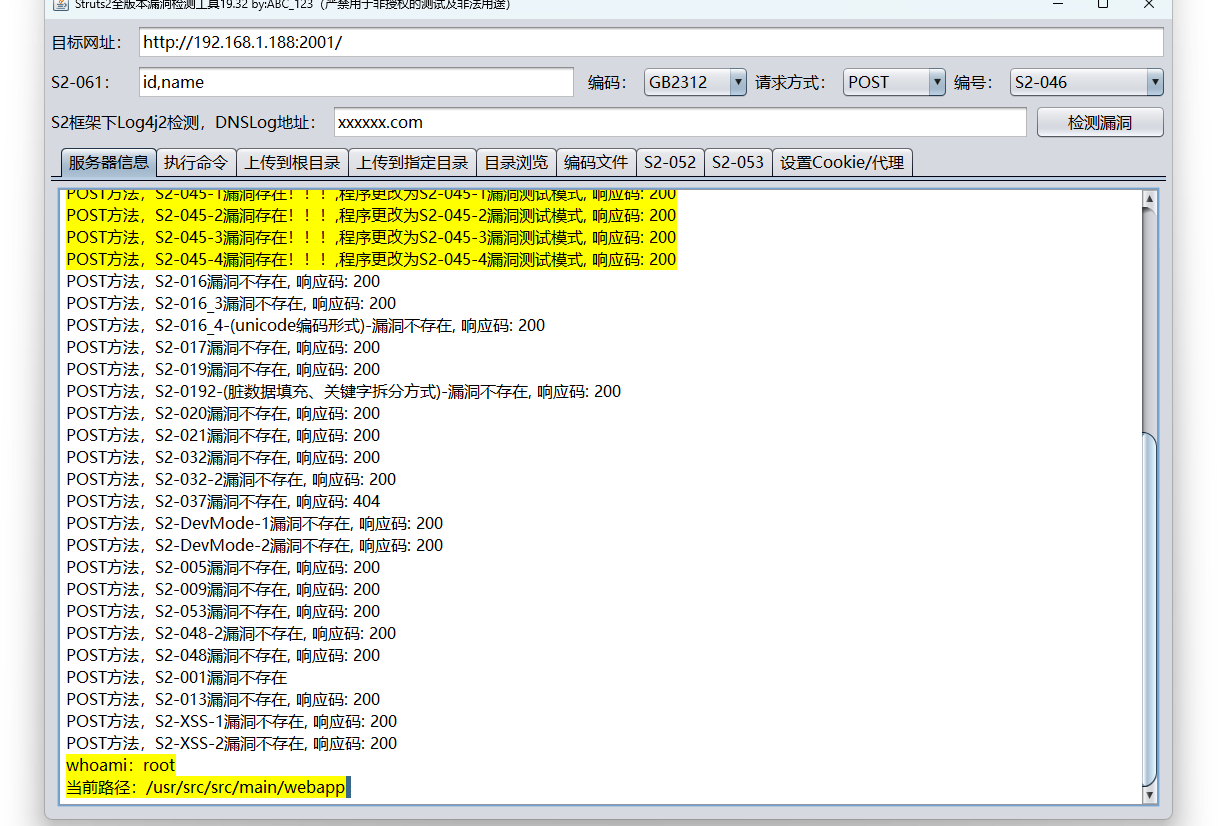 Struts2全版本漏洞检测工具19.32 by:ABC_123（严禁用于非授权的测试及非法用途)
目标网址： http://192.168.1.188:2001/
S2-061： id,name 编码： GB2312 请求方式： POST 编号： S2-046
S2框架下Log4j2检测，DNSLog地址： xxxxxx.com 检测漏洞
服务器信息 执行命令 上传到根目录 上传到指定目录 目录浏览 编码文件 S2-052 S2-053 设置Cookie/代理
POST方法，S2-045-1漏洞存在！！！,程序更改为S2-045-1漏洞测试模式, 响应码: 200
POST方法，S2-045-2漏洞存在！！！,程序更改为S2-045-2漏洞测试模式, 响应码: 200
POST方法，S2-045-3漏洞存在！！！,程序更改为S2-045-3漏洞测试模式, 响应码: 200
POST方法，S2-045-4漏洞存在！！！,程序更改为S2-045-4漏洞测试模式, 响应码: 200
POST方法，S2-016漏洞不存在, 响应码: 200
POST方法，S2-016_3漏洞不存在, 响应码: 200
POST方法，S2-016_4-(unicode编码形式)-漏洞不存在, 响应码: 200
POST方法，S2-017漏洞不存在, 响应码: 200
POST方法，S2-019漏洞不存在, 响应码: 200
POST方法，S2-0192-(脏数据填充、关键字拆分方式)-漏洞不存在, 响应码: 200
POST方法，S2-020漏洞不存在, 响应码: 200
POST方法，S2-021漏洞不存在, 响应码: 200
POST方法，S2-032漏洞不存在, 响应码: 200
POST方法，S2-032-2漏洞不存在, 响应码: 200
POST方法，S2-037漏洞不存在, 响应码: 404
POST方法，S2-DevMode-1漏洞不存在, 响应码: 200
POST方法，S2-DevMode-2漏洞不存在, 响应码: 200
POST方法，S2-005漏洞不存在, 响应码: 200
POST方法，S2-009漏洞不存在, 响应码: 200
POST方法，S2-053漏洞不存在, 响应码: 200
POST方法，S2-048-2漏洞不存在, 响应码: 200
POST方法，S2-048漏洞不存在, 响应码: 200
POST方法，S2-001漏洞不存在
POST方法，S2-013漏洞不存在, 响应码: 200
POST方法，S2-XSS-1漏洞不存在, 响应码: 200
POST方法，S2-XSS-2漏洞不存在, 响应码: 200
whoami：root
当前路径：/usr/src/src/main/webapp